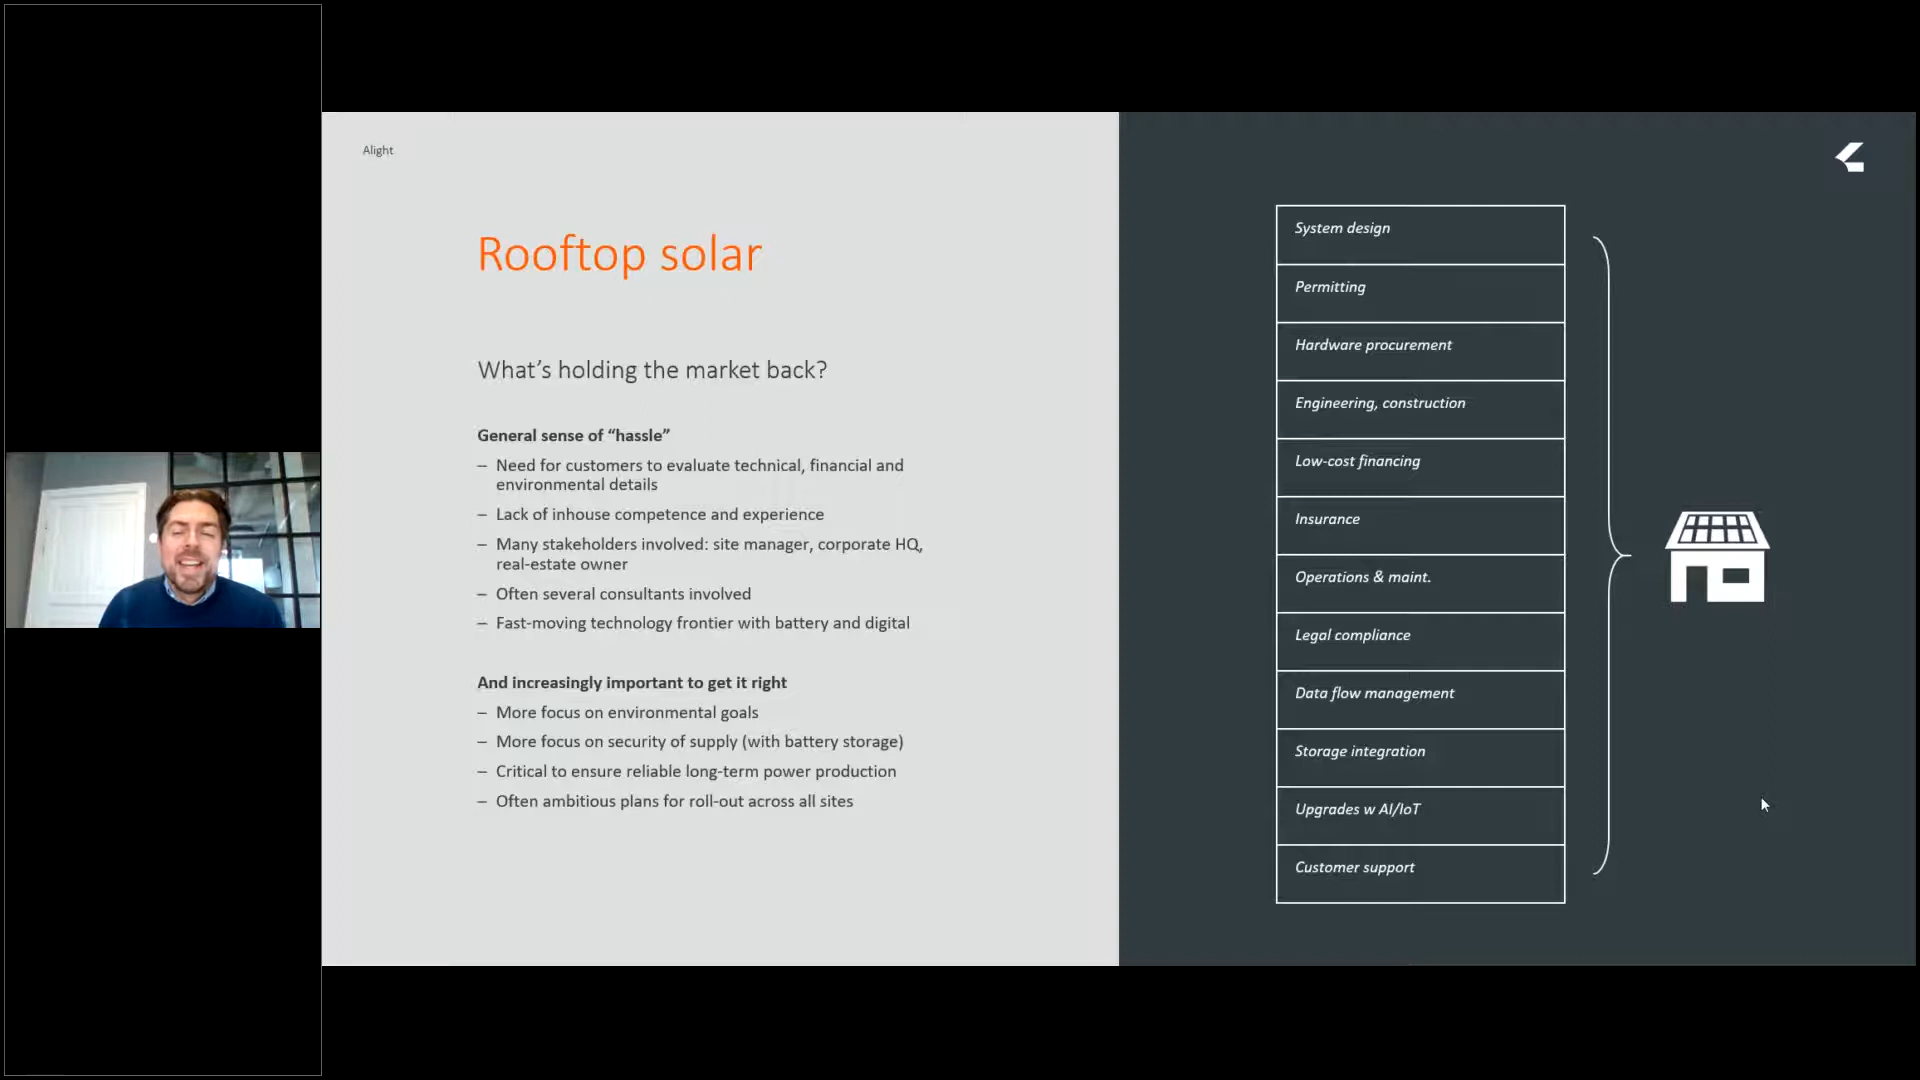 Alight
Rooftop solar
What’s holding the market back?
General sense of “hassle”
– Need for customers to evaluate technical, financial and
environmental details
– Lack of inhouse competence and experience
– Many stakeholders involved: site manager, corporate HQ,
real-estate owner
– Often several consultants involved
– Fast-moving technology frontier with battery and digital
And increasingly important to get it right
– More focus on environmental goals
– More focus on security of supply (with battery storage)
– Critical to ensure reliable long-term power production
– Often ambitious plans for roll-out across all sites
System design
Permitting
Hardware procurement
Engineering, construction
Low-cost financing
Insurance
Operations & maint.
Legal compliance
Data flow management
Storage integration
Upgrades w AI/IoT
Customer support